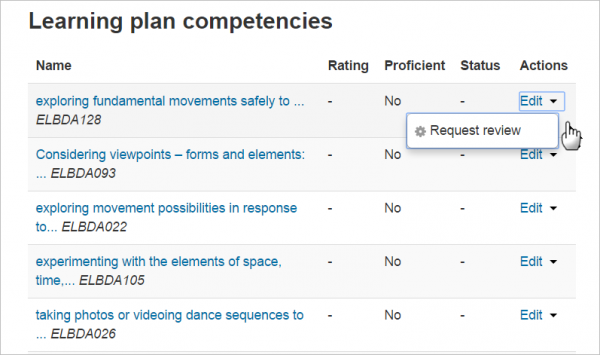 Learning plan competencies
Name Rating Proficient Status Actions
exploring fundamental movements safely to ... - No - Edit
ELBDA128
Request review
Considering viewpoints – forms and elements: - No - Edit
... ELBDA093
exploring movement possibilities in response - No - Edit
to... ELBDA022
experimenting with the elements of space, - No - Edit
time,... ELBDA105
taking photos or videoing dance sequences to - No - Edit
... ELBDA026